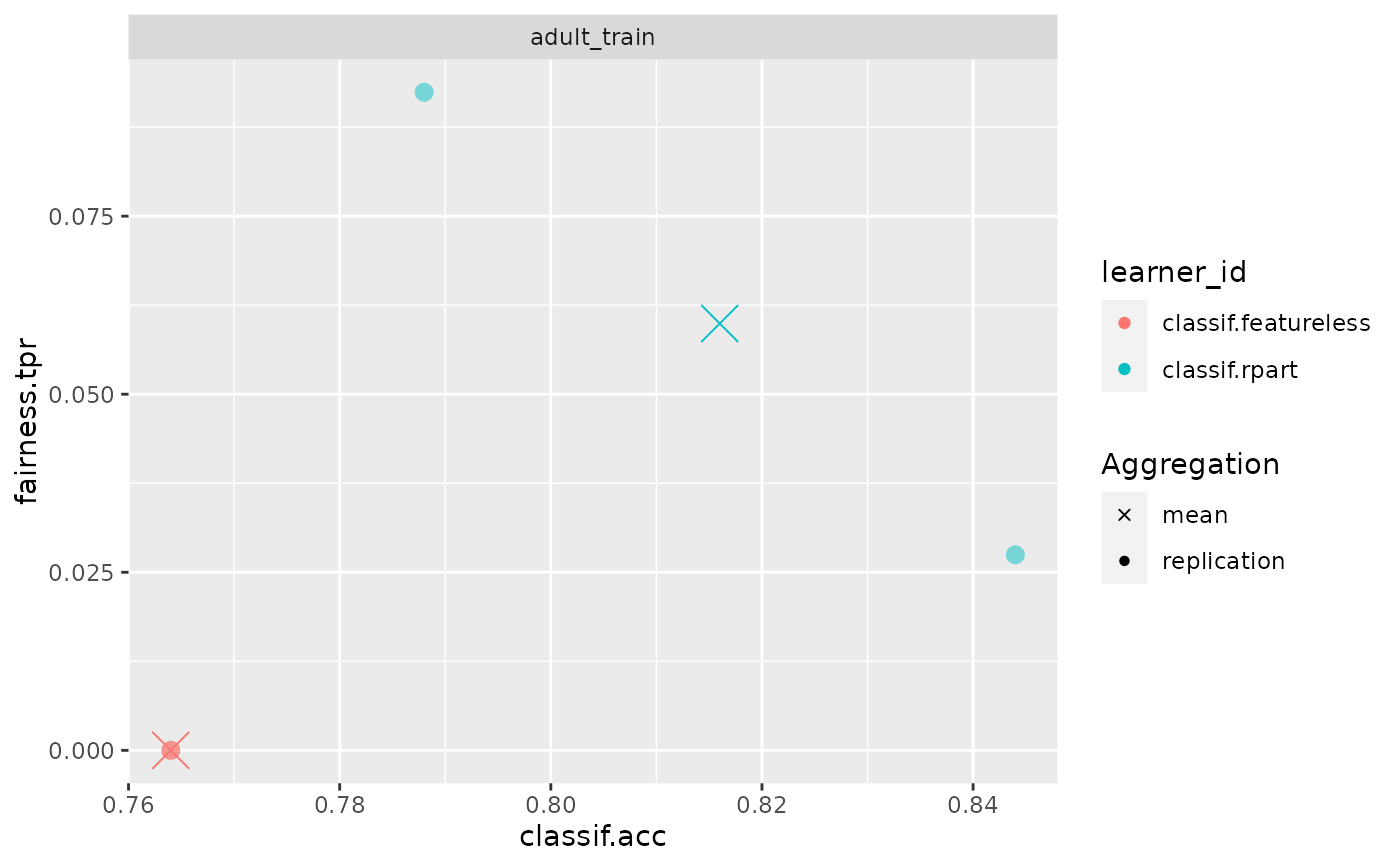 adult_train
fairness.tpr
0.075
0.050
0.025
0.000
0.76 0.78 0.80 0.82 0.84
classif.acc
learner_id
classif.featureless
classif.rpart
Aggregation
mean
replication